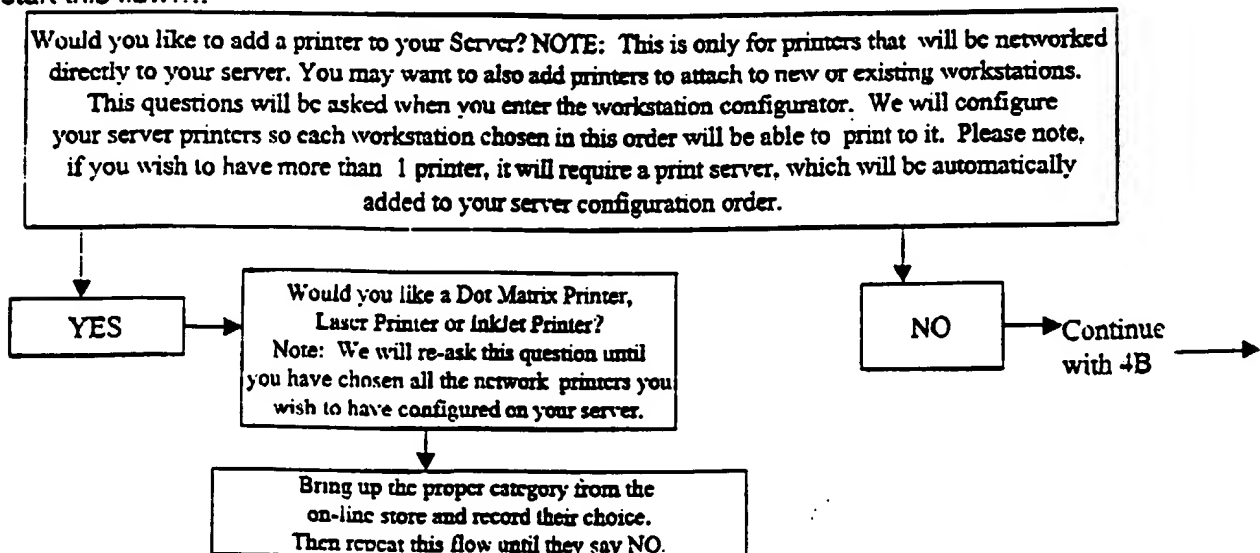 start this
Would you like to add a printer to your Server? NOTE: This is only for printers that will be networked
directly to your server. You may want to also add printers to attach to new or existing workstations.
This questions will be asked when you enter the workstation configurator. We will configure
your server printers so each workstation chosen in this order will be able to print to it. Please note,
if you wish to have more than 1 printer, it will require a print server, which will be automatically
added to your server configuration order.
YES
Would you like a Dot Matrix Printer,
Laser Printer or InkJet Printer?
Note: We will re-ask this question until
you have chosen all the network printers you
wish to have configured on your server.
NO
Continue
with 4B
Bring up the proper category from the
on-line store and record their choice.
Then repeat this flow until they say NO.